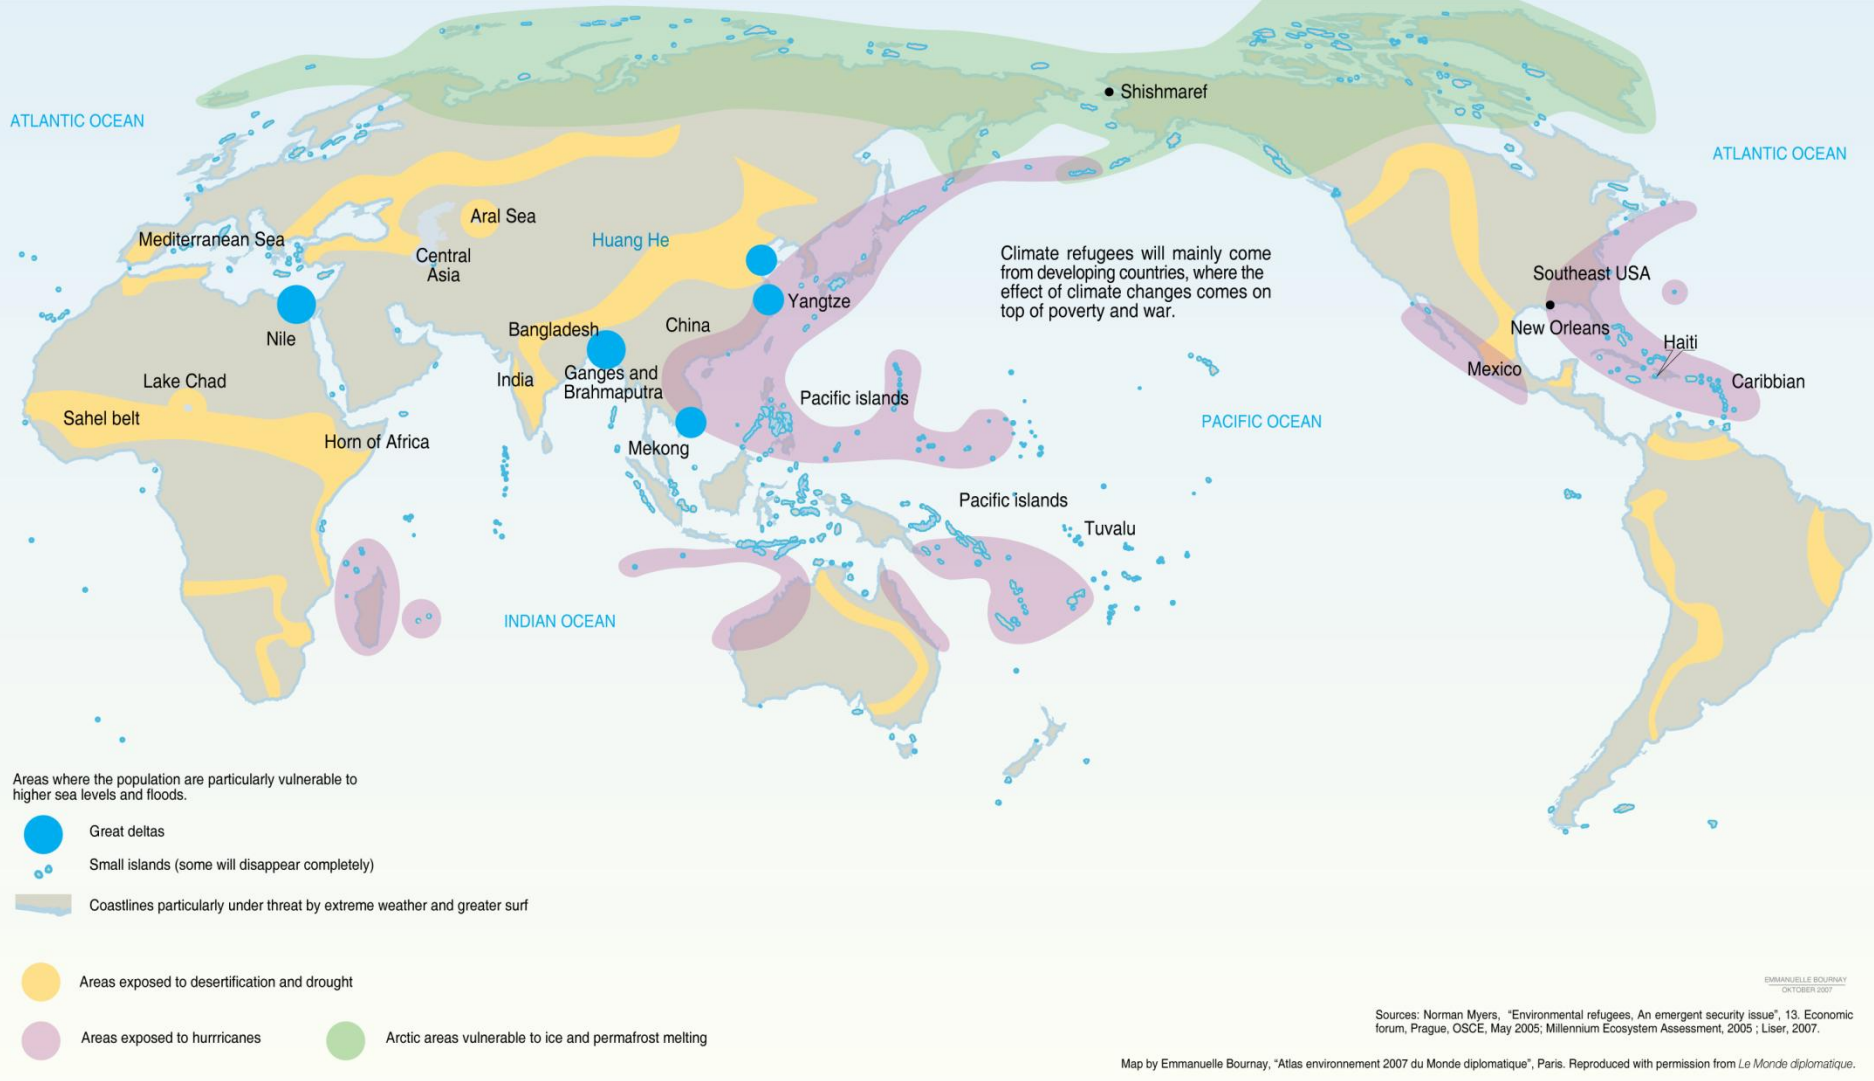 ATLANTIC OCEAN
Shishmaref
ATLANTIC OCEAN
Aral Sea
Mediterranean Sea
Huang He
Central
Asia
Climate refugees will mainly come
from developing countries, where the
effect of climate changes comes on
top of poverty and war.
Southeast USA
Yangtze
Nile
Bangladesh
China
New Orleans
Haiti
Lake Chad
India
Ganges and
Brahmaputra
Mexico
Caribbian
Pacific islands
Sahel belt
PACIFIC OCEAN
Horn of Africa
Mekong
Pacific islands
Tuvalu
INDIAN OCEAN
Areas where the population are particularly vulnerable to
higher sea levels and floods.
Great deltas
Small islands (some will disappear completely)
Coastlines particularly under threat by extreme weather and greater surf
Areas exposed to desertification and drought
Areas exposed to hurrricanes
Arctic areas vulnerable to ice and permafrost melting
EMMANUELLE BOURNAY
OKTOBER 2007
Sources: Norman Myers, “Environmental refugees, An emergent security issue”, 13. Economic
forum, Prague, OSCE, May 2005; Millennium Ecosystem Assessment, 2005 ; Liser, 2007.
Map by Emmanuelle Bournay, “Atlas environnement 2007 du Monde diplomatique”, Paris. Reproduced with permission from Le Monde diplomatique.